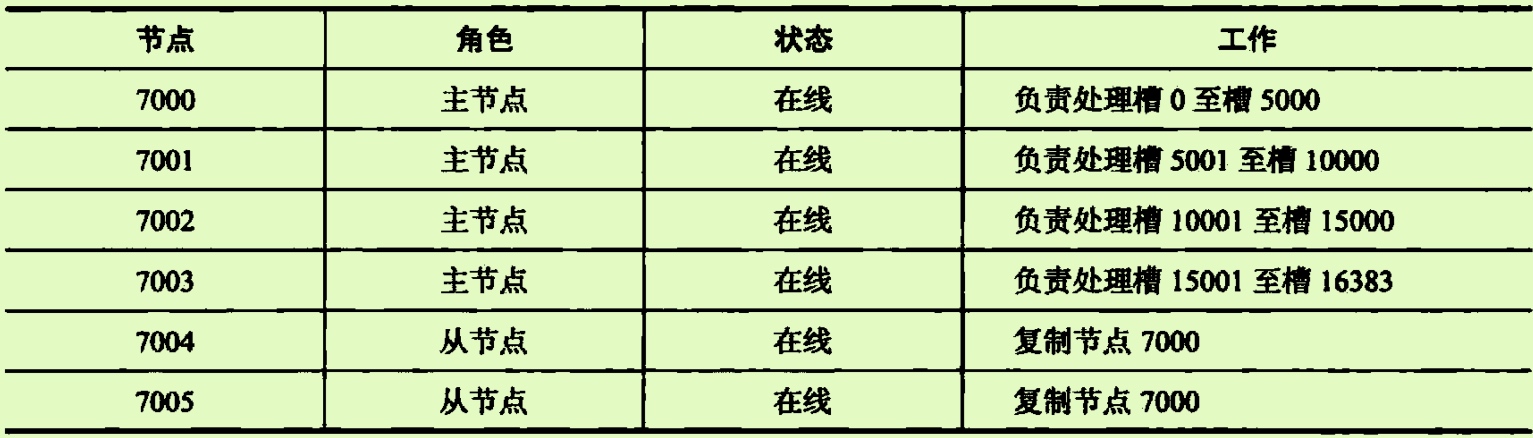 节点 角色 状态 工作
7000 主节点 在线 负责处理槽 0 至槽 5000
7001 主节点 在线 负责处理槽 5001 至槽 10000
7002 主节点 在线 负责处理槽 10001 至槽 15000
7003 主节点 在线 负责处理槽 15001 至槽 16383
7004 从节点 在线 复制节点 7000
7005 从节点 在线 复制节点 7000